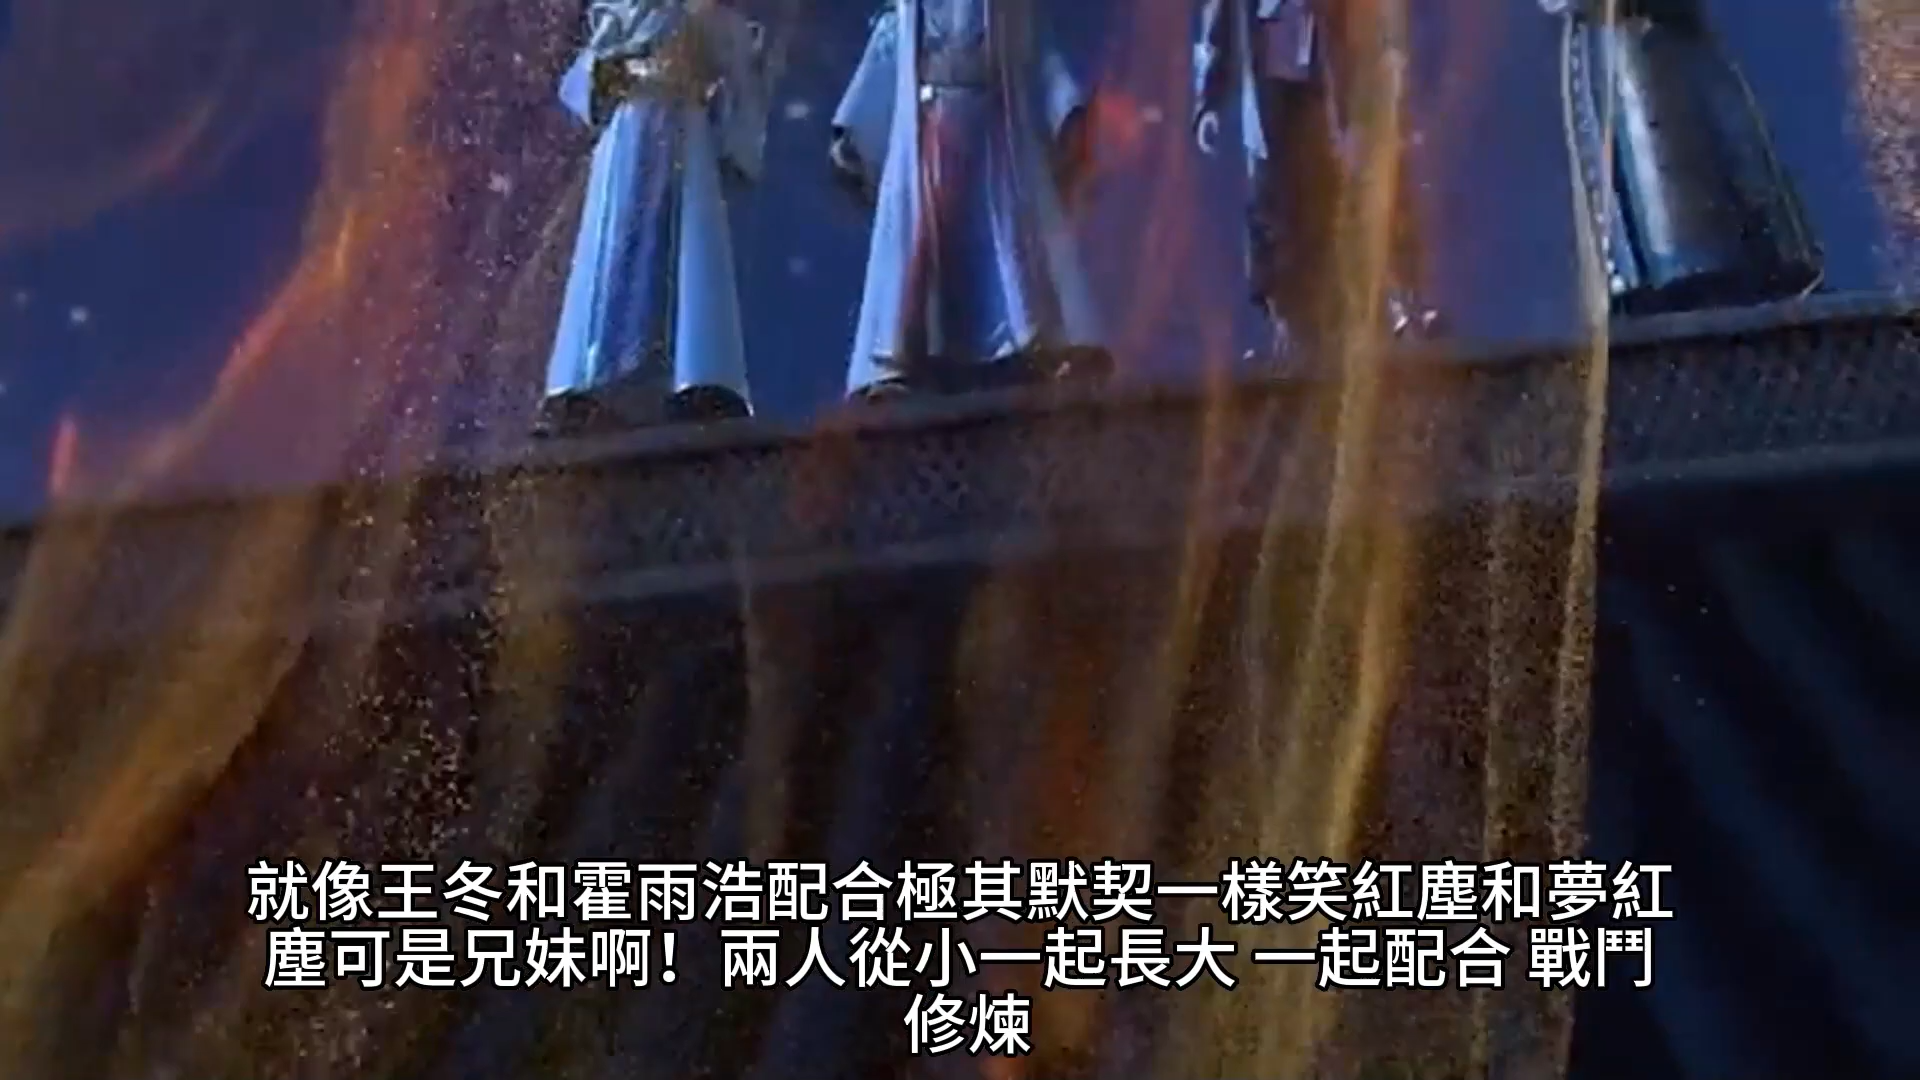 就像王冬和霍雨浩配合極其默契一樣笑紅塵和夢紅
塵可是兄妹啊！兩人從小一起長大 一起配合 戰鬥
修煉